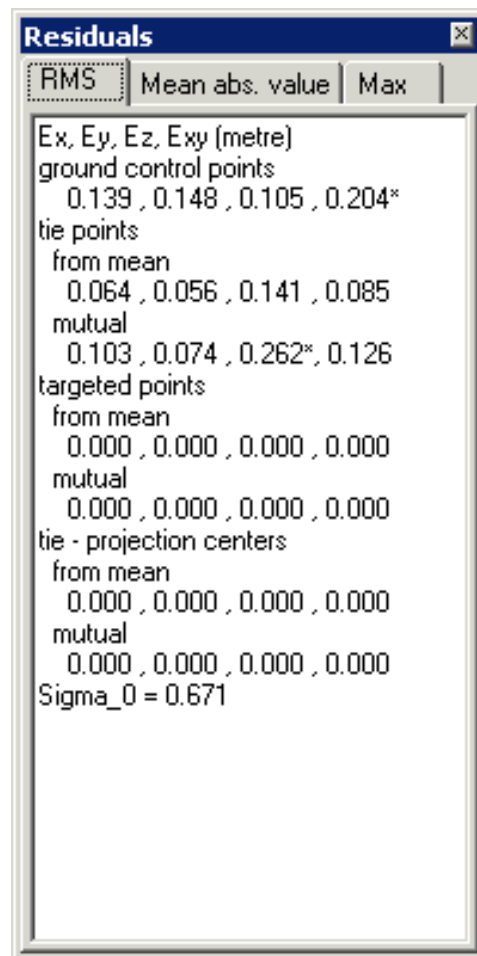 Residuals
RMS Mean abs. value Max
Ex, Ey, Ez, Exy (metre)
ground control points
0.139 , 0.148 , 0.105 , 0.204*
tie points
from mean
0.064 , 0.056 , 0.141 , 0.085
mutual
0.103 , 0.074 , 0.262*, 0.126
targeted points
from mean
0.000 , 0.000 , 0.000 , 0.000
mutual
0.000 , 0.000 , 0.000 , 0.000
tie - projection centers
from mean
0.000 , 0.000 , 0.000 , 0.000
mutual
0.000 , 0.000 , 0.000 , 0.000
Sigma_0 = 0.671